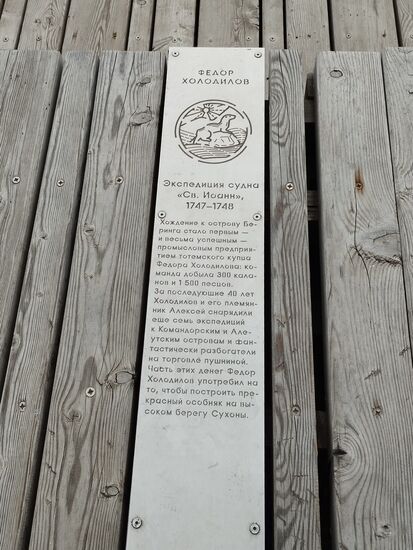 ФЕДОР
ХОЛОДИЛОВ
Экспедиция судна
«Св. Иоанн»,
1747–1748
Хождение к острову Бе-
ринга стало первым —
и весьма успешным —
промысловым предприя-
тием тотемского купца
Федора Холодилова: ко-
манда добыла 300 кала-
нов и 1 500 песцов.
За последующие 40 лет
Холодилов и его племян-
ник Алексей снарядили
еще семь экспедиций
к Командорским и Але-
утским островам и фан-
тастически разбогатели
на торговле пушниной.
Часть этих денег Федор
Холодилов употребил на
то, чтобы построить пре-
красный особняк на вы-
соком берегу Сухоны.